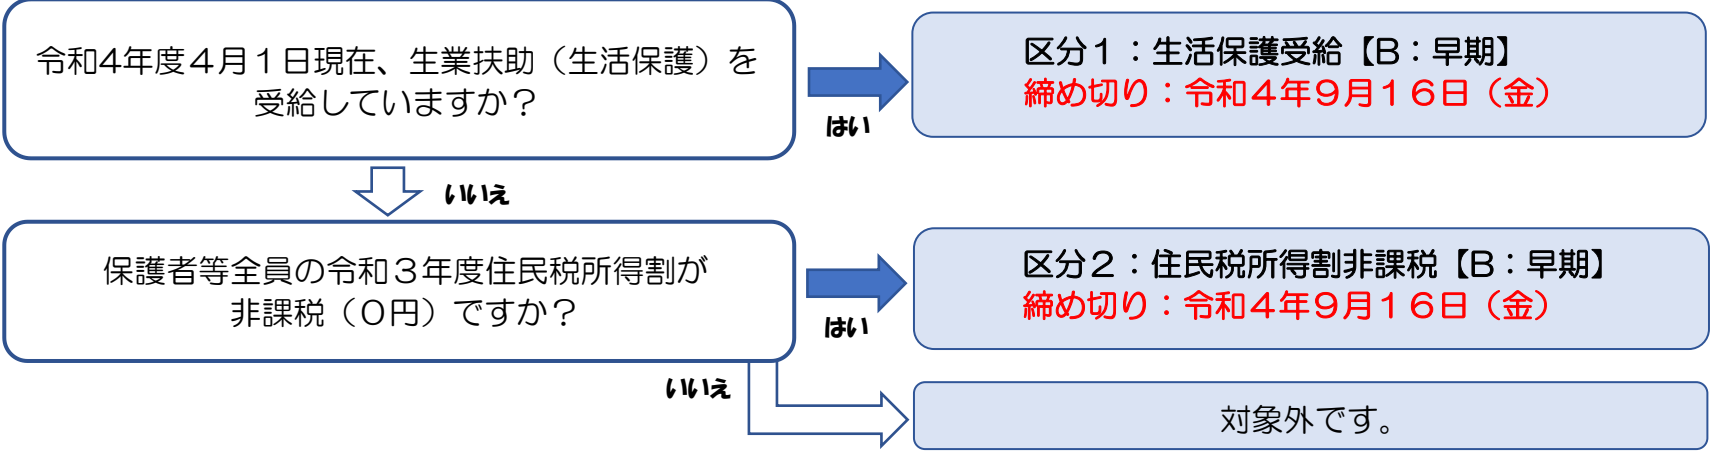 令和4年度４月１日現在、生業扶助（生活保護）を
受給していますか？
はい
区分１：生活保護受給【B：早期】
締め切り：令和４年９月１６日（金）
いいえ
保護者等全員の令和３年度住民税所得割が
非課税（０円）ですか？
はい
区分２：住民税所得割非課税【B：早期】
締め切り：令和４年９月１６日（金）
いいえ
対象外です。